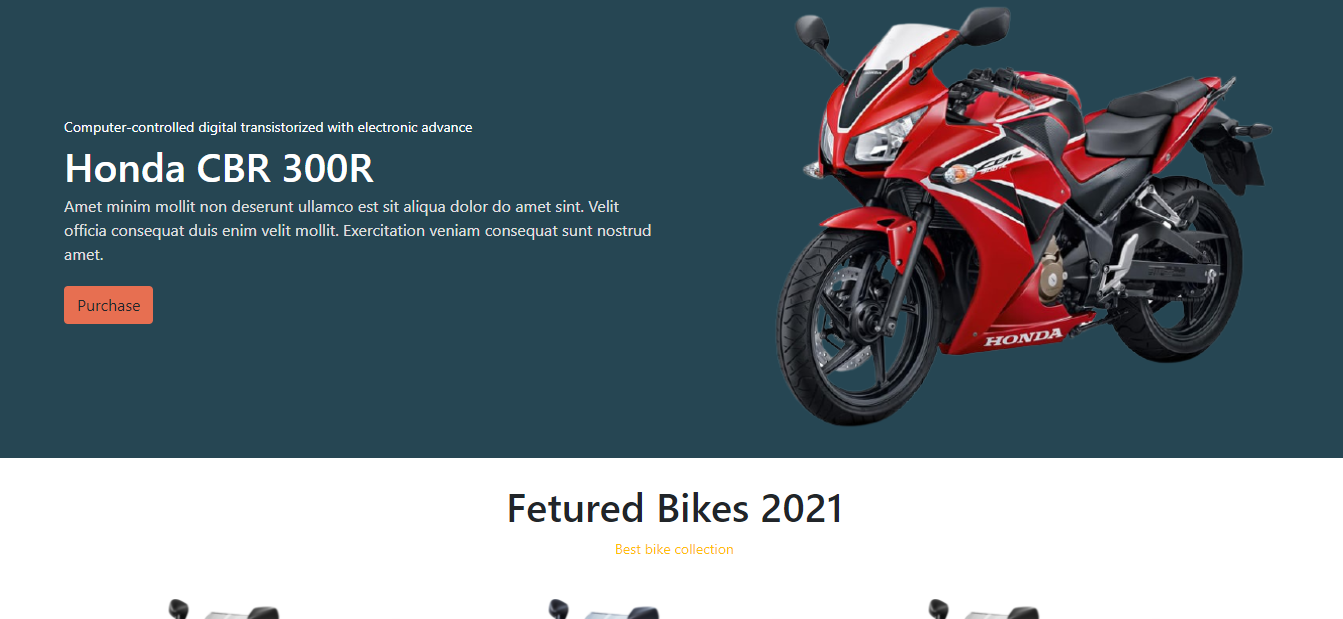 Computer-controlled digital transistorized with electronic advance
Honda CBR 300R
Amet minim mollit non deserunt ullamco est sit aliqua dolor do amet sint. Velit
officia consequat duis enim velit mollit. Exercitation veniam consequat sunt nostrud
amet.
Purchase
CBR
HONDA
Fetured Bikes 2021
Best bike collection